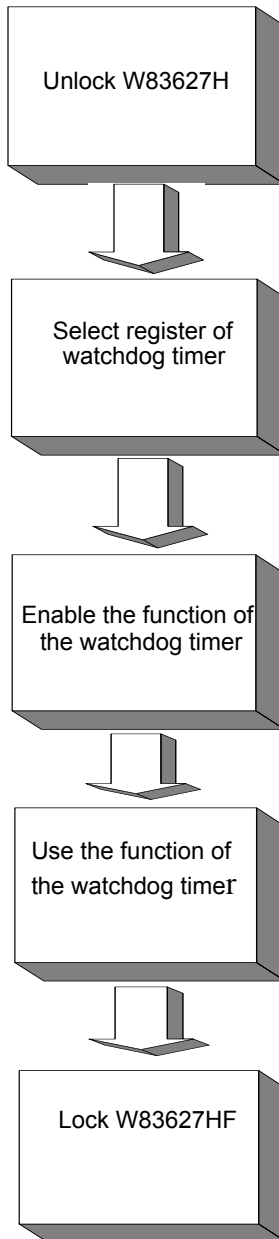 Unlock W83627H
Select register of
watchdog timer
Enable the function of
the watchdog timer
Use the function of
the watchdog timer
Lock W83627HF